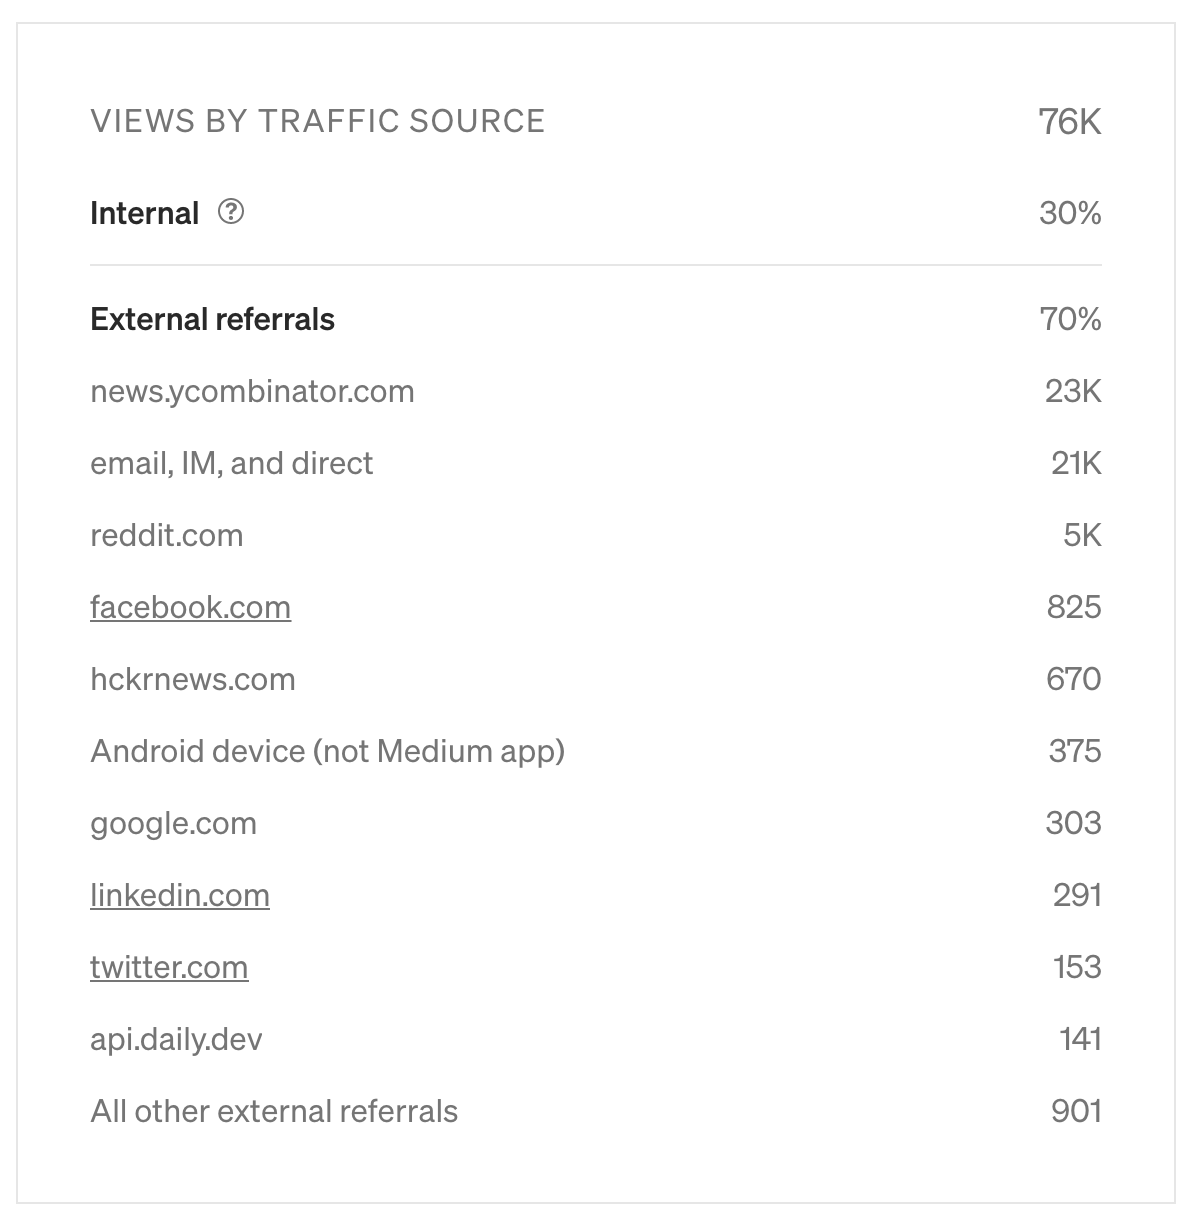 VIEWS BY TRAFFIC SOURCE 76K
Internal ? 30%
External referrals 70%
news.ycombinator.com 23K
email, IM, and direct 21K
reddit.com 5K
facebook.com 825
hckrnews.com 670
Android device (not Medium app) 375
google.com 303
linkedin.com 291
twitter.com 153
api.daily.dev 141
All other external referrals 901